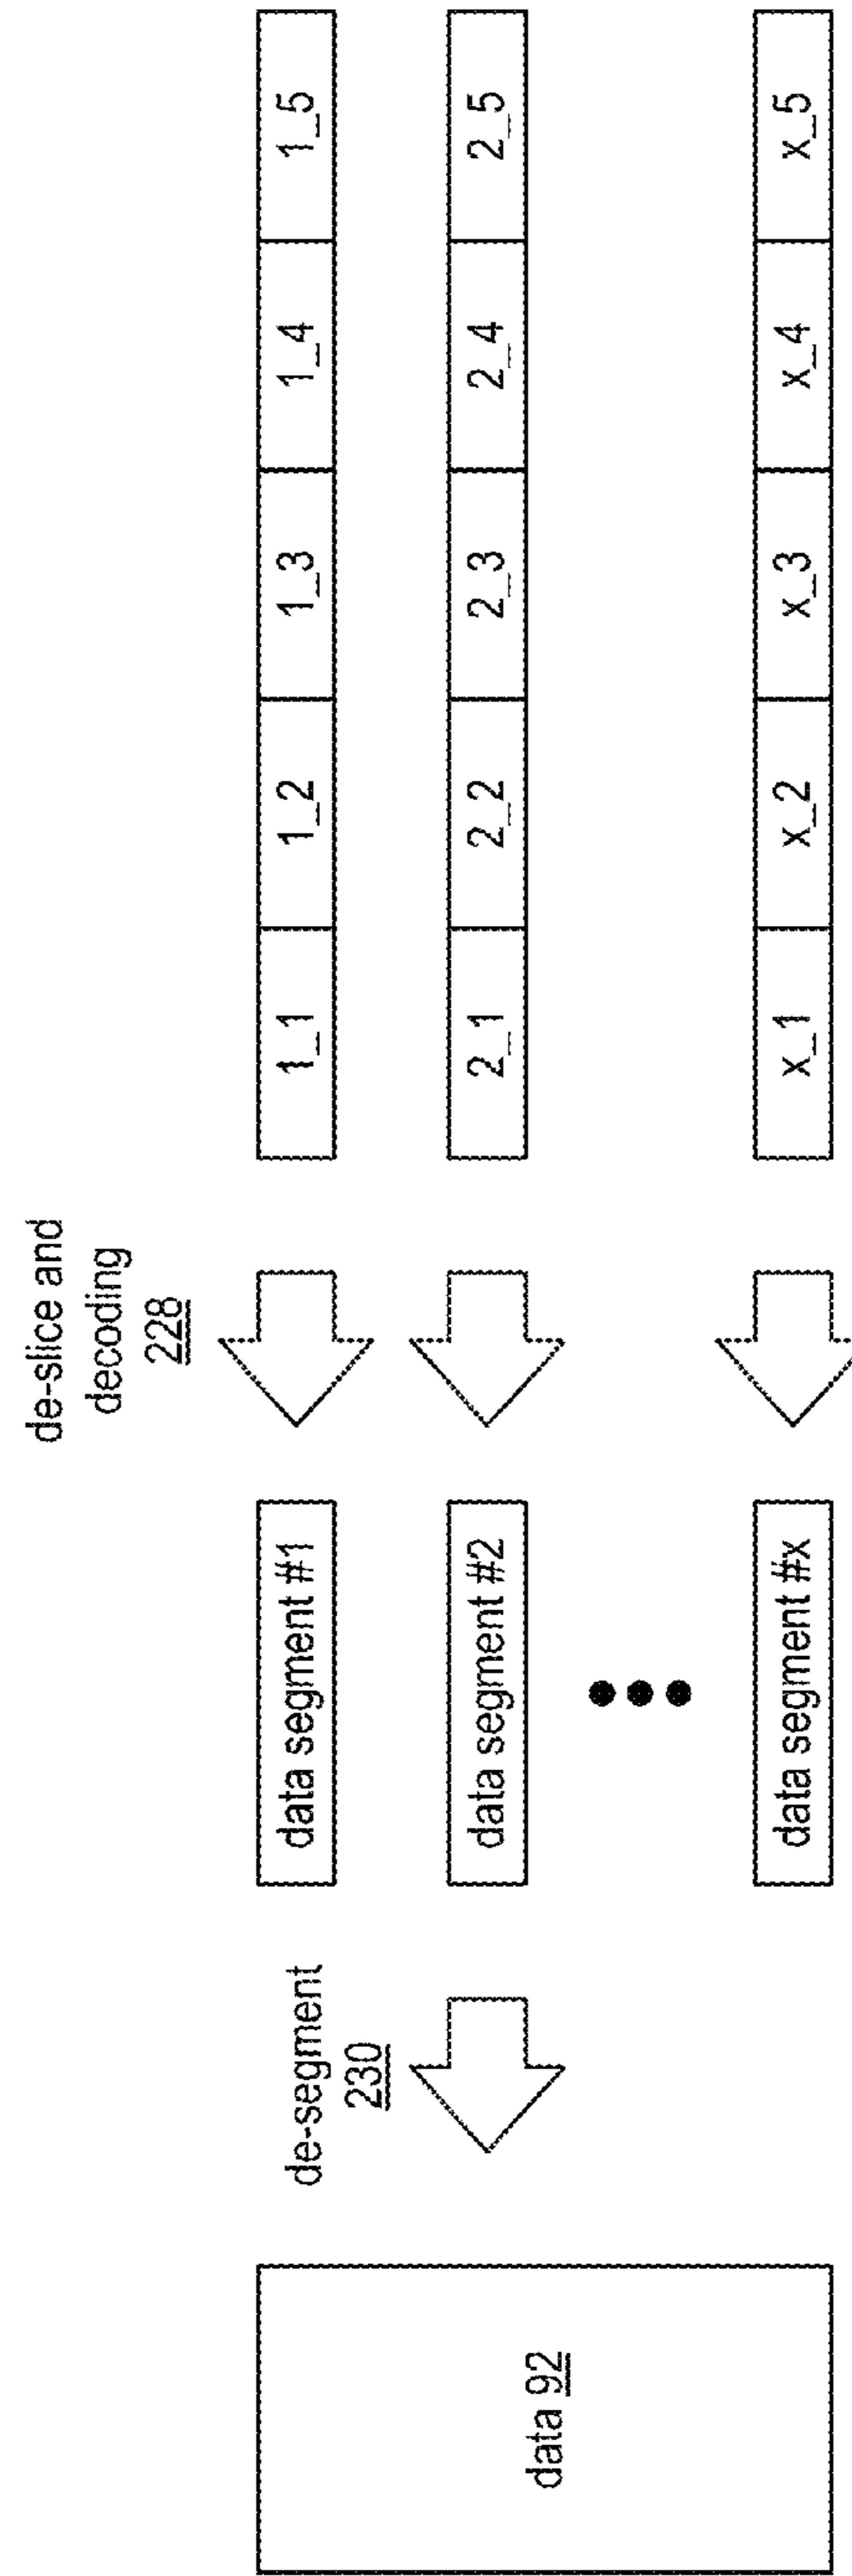 de-slice and
decoding
228
de-segment
230
data 92
data segment #1
1_1
1_2
1_3
1_4
1_5
data segment #2
2_1
2_2
2_3
2_4
2_5
data segment #x
x_1
x_2
x_3
x_4
x_5